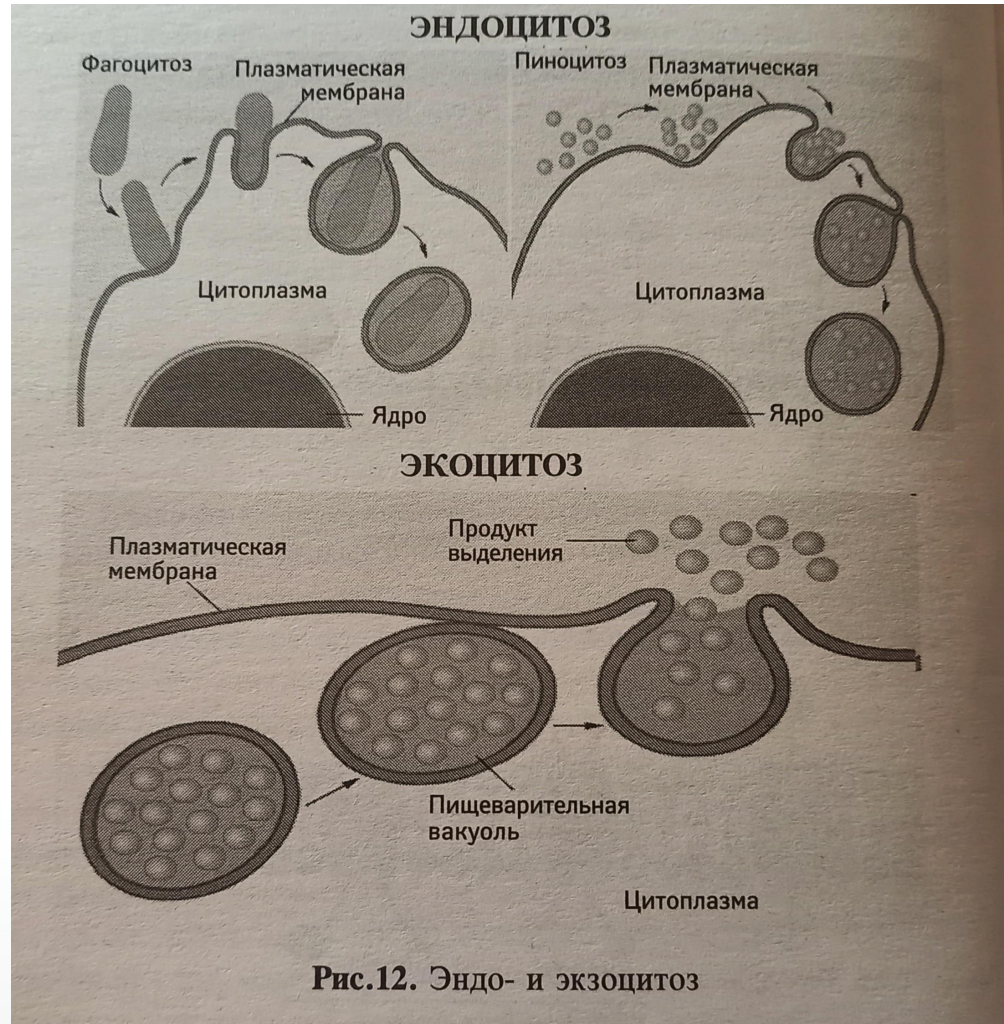 ЭНДОЦИТОЗ
Фагоцитоз
Плазматическая
мембрана
Цитоплазма
Ядро
Пиноцитоз
Плазматическая
мембрана
Цитоплазма
Ядро
ЭКОЦИТОЗ
Плазматическая
мембрана
Продукт
выделения
Пищеварительная
вакуоль
Цитоплазма
Рис.12. Эндо- и экзоцитоз